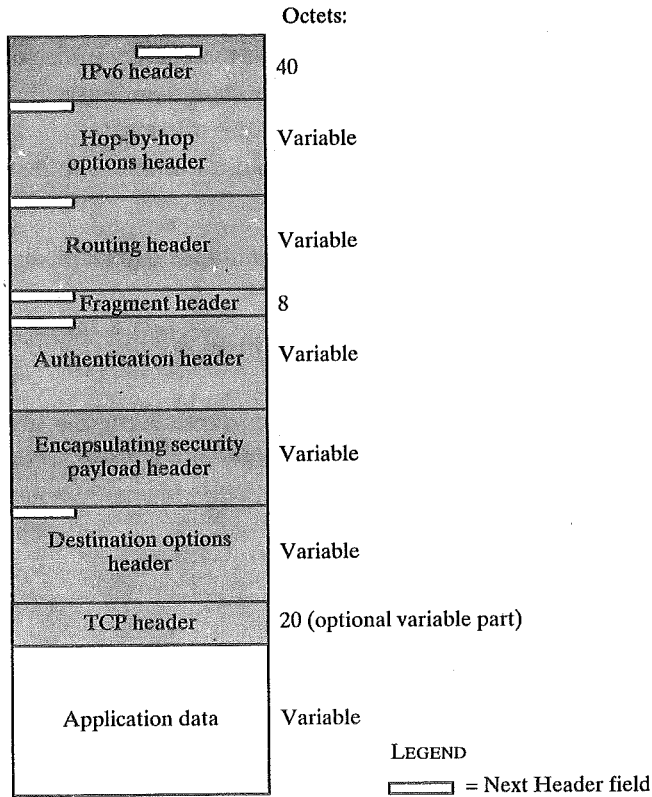 Octets:
IPv6 header
40
Hop-by-hop
options header
Variable
Routing header
Variable
Fragment header
8
Authentication header
Variable
Encapsulating security
payload header
Variable
Destination options
header
Variable
TCP header
20 (optional variable part)
Application data
Variable
LEGEND
= Next Header field